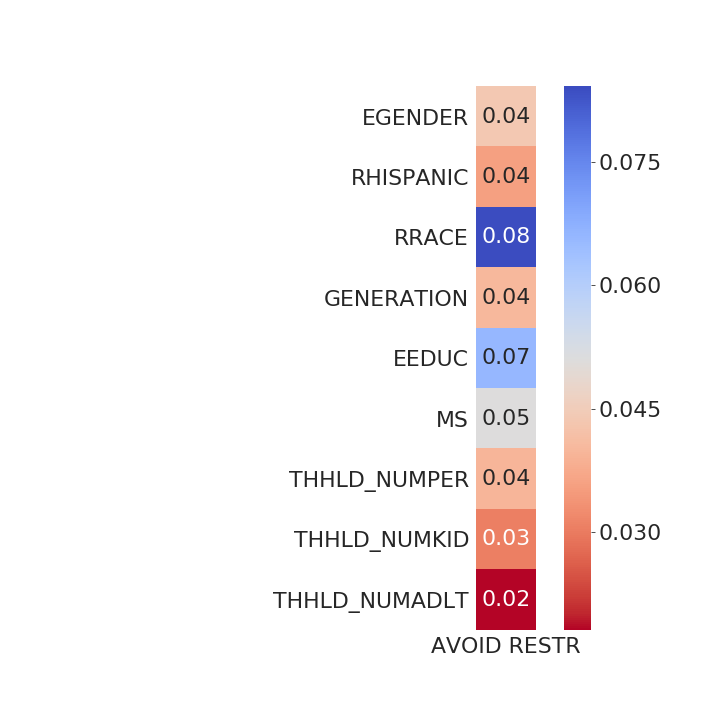 EGENDER 0.04
RHISPANIC 0.04
RRACE 0.08
GENERATION 0.04
EEDUC 0.07
MS 0.05
THHLD_NUMPER 0.04
THHLD_NUMKID 0.03
THHLD_NUMADLT 0.02
AVOID RESTR
0.075
0.060
0.045
0.030